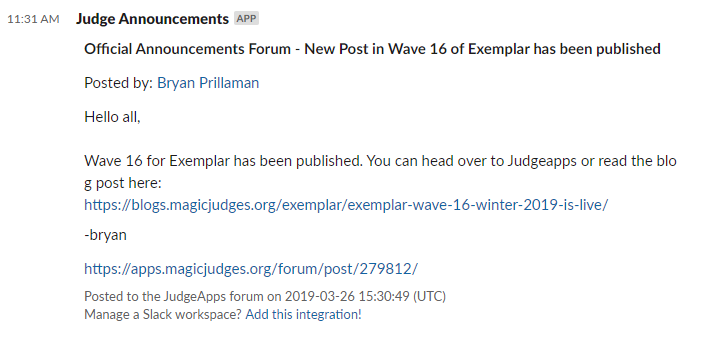 11:31 AM Judge Announcements APP
Official Announcements Forum - New Post in Wave 16 of Exemplar has been published
Posted by: Bryan Prillaman
Hello all,
Wave 16 for Exemplar has been published. You can head over to Judgeapps or read the blo
g post here:
https://blogs.magicjudges.org/exemplar/exemplar-wave-16-winter-2019-is-live/
-bryan
https://apps.magicjudges.org/forum/post/279812/
Posted to the JudgeApps forum on 2019-03-26 15:30:49 (UTC)
Manage a Slack workspace? Add this integration!